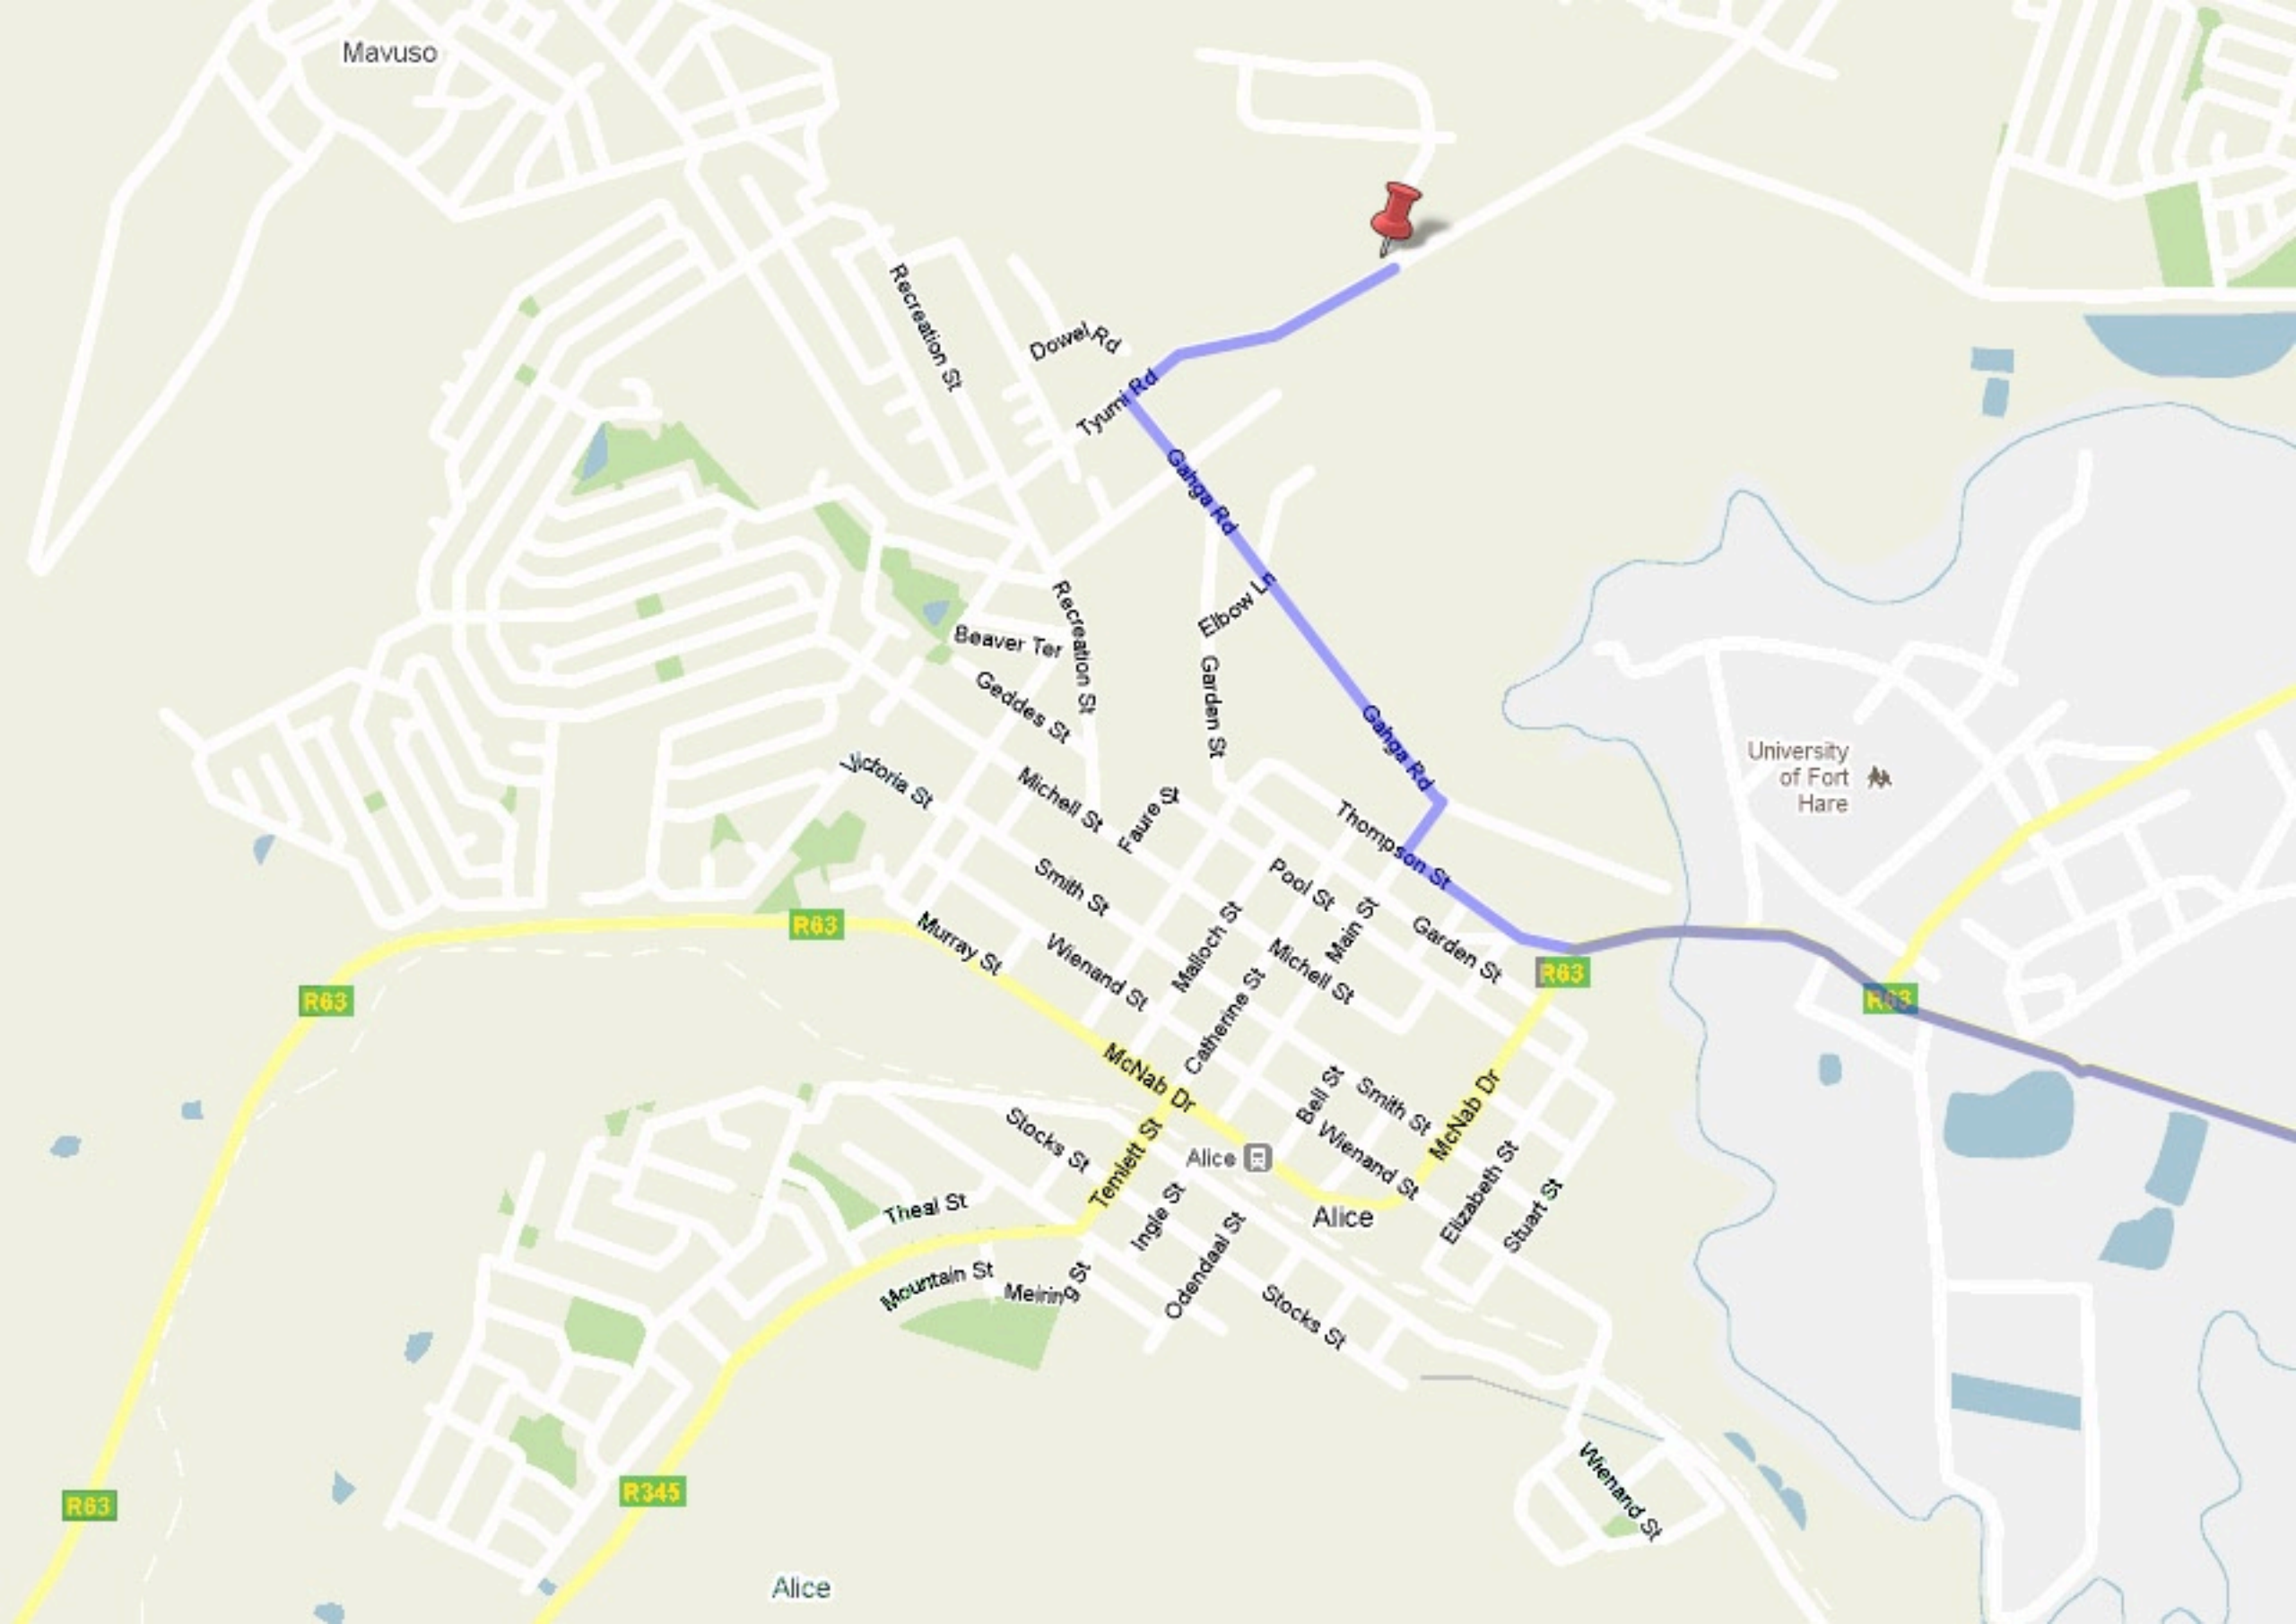 Mavuso
Recreation St
Dowel Rd
Tyumi Rd
Gahga Rd
Elbow Ln
Recreation St
Beaver Ter
Garden St
Geddes St
Gahga Rd
Victoria St
Michell St
Faure St
Thompson St
University
of Fort
Hare
Smith St
Pool St
Main St
Garden St
Malloch St
R63
Murray St
Wienand St
Michell St
R63
R63
R63
Catherine St
McNab Dr
Bell St
Smith St
McNab Dr
Stocks St
Temlett St
Alice
B Wienand St
Elizabeth St
Stuart St
Theal St
Ingle St
Alice
Odendaal St
Mountain St
Meiring St
Stocks St
R345
R63
Wienand St
Alice